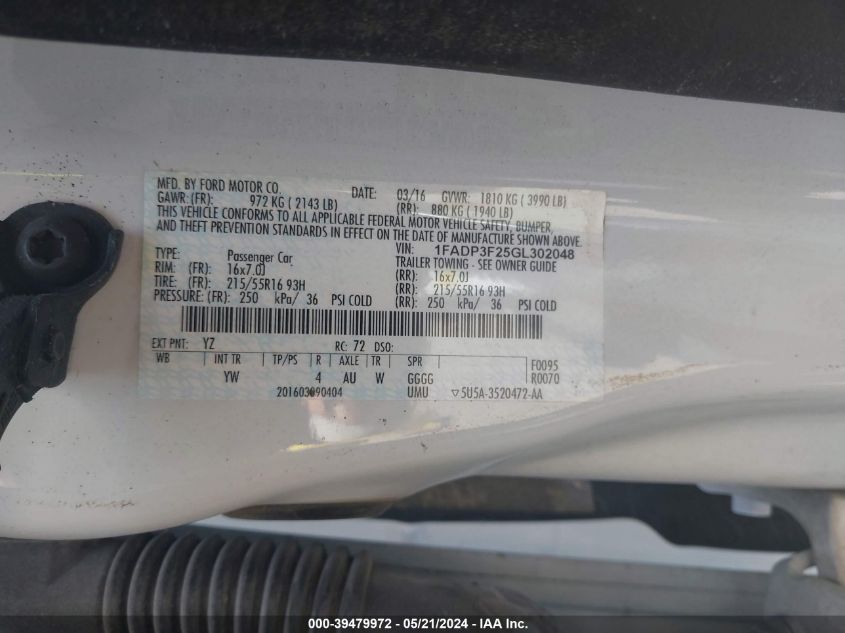 MFD. BY FORD MOTOR CO. DATE: 03/16 GVWR: 1810 KG ( 3990 LB)
GAWR: (FR): 972 KG ( 2143 LB) (RR): 880 KG ( 1940 LB)
THIS VEHICLE CONFORMS TO ALL APPLICABLE FEDERAL MOTOR VEHICLE SAFETY, BUMPER,
AND THEFT PREVENTION STANDARDS IN EFFECT ON THE DATE OF MANUFACTURE SHOWN ABOVE.
VIN: 1FADP3F25GL302048
Passenger Car TRAILER TOWING - SEE OWNER GUIDE
RIM: (FR): 16x7.0J (RR): 16x7.0J
TIRE: (FR): 215/55R16 93H (RR): 215/55R16 93H
PRESSURE: (FR): 250 kPa/ 36 PSI COLD (RR): 250 kPa/ 36 PSI COLD
EXT PNT: YZ RC: 72 DSO:
WB INT TR TP/PS R AXLE TR SPR F0095
YW 4 AU W GGGG R0070
201603090404 UMU ▽5U5A-3520472-AA
000-39479972 - 05/21/2024 - IAA Inc.